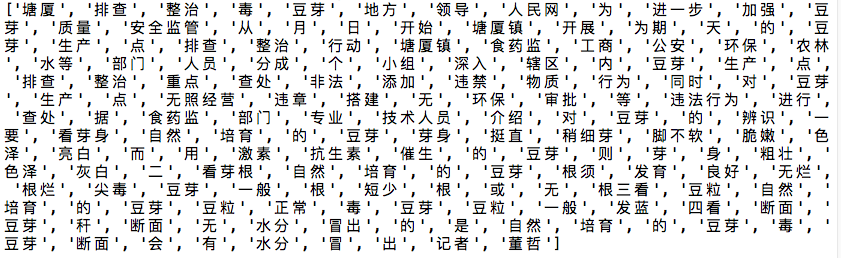 ['塘厦', '排查', '整治', '毒', '豆芽', '地方', '领导', '人民网', '为', '进一步', '加强', '豆
芽', '质量', '安全监管', '从', '月', '日', '开始', '塘厦镇', '开展', '为期', '天', '的', '豆
芽', '生产', '点', '排查', '整治', '行动', '塘厦镇', '食药监', '工商', '公安', '环保', '农林
', '水等', '部门', '人员', '分成', '个', '小组', '深入', '辖区', '内', '豆芽', '生产', '点',
'排查', '整治', '重点', '查处', '非法', '添加', '违禁', '物质', '行为', '同时', '对', '豆芽
', '生产', '点', '无照经营', '违章', '搭建', '无', '环保', '审批', '等', '违法行为', '进行',
'查处', '据', '食药监', '部门', '专业', '技术人员', '介绍', '对', '豆芽', '的', '辨识', '一
要', '看芽身', '自然', '培育', '的', '豆芽', '芽身', '挺直', '稍细芽', '脚不软', '脆嫩', '色
泽', '亮白', '而', '用', '激素', '抗生素', '催生', '的', '豆芽', '则', '芽', '身', '粗壮',
'色泽', '灰白', '二', '看芽根', '自然', '培育', '的', '豆芽', '根须', '发育', '良好', '无烂',
'根烂', '尖毒', '豆芽', '一般', '根', '短少', '根', '或', '无', '根三看', '豆粒', '自然',
'培育', '的', '豆芽', '豆粒', '正常', '毒', '豆芽', '豆粒', '一般', '发蓝', '四看', '断面',
'豆芽', '秆', '断面', '无', '水分', '冒出', '的', '是', '自然', '培育', '的', '豆芽', '毒',
'豆芽', '断面', '会', '有', '水分', '冒', '出', '记者', '董哲']